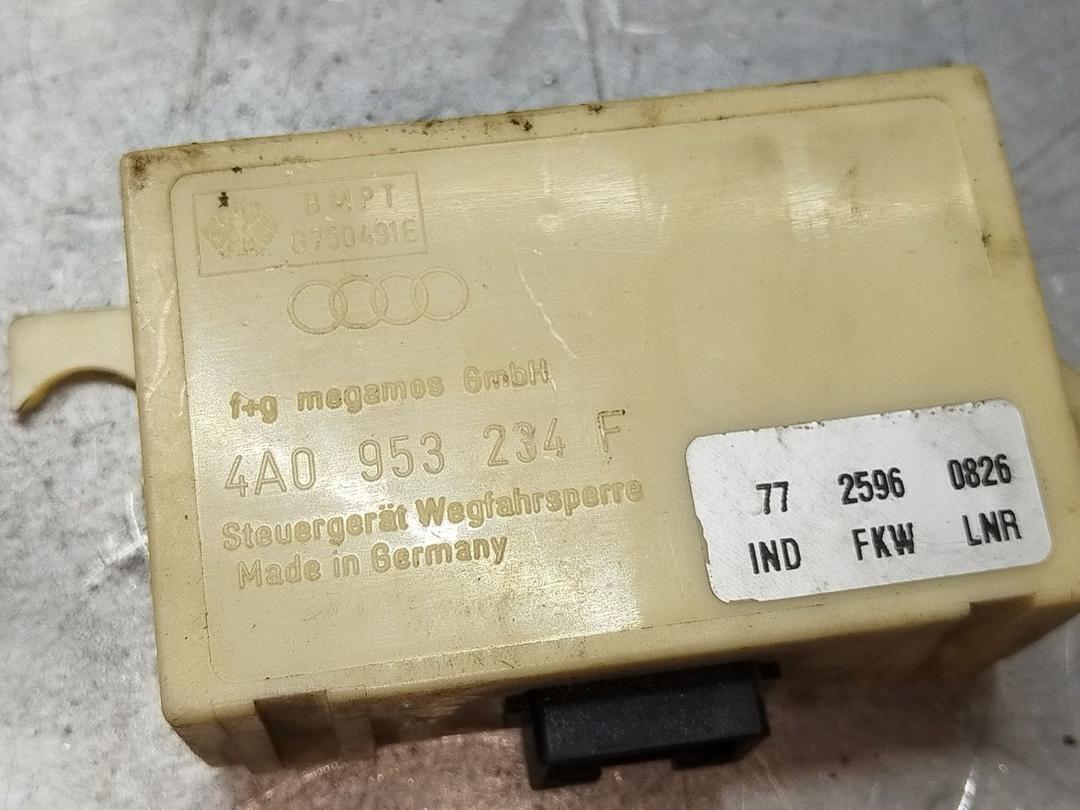 BMPT
G750491E
f+g megamos GmbH
4A0 953 234 F
Steuergerät Wegfahrsperre
Made in Germany
77 2596 0826
IND FKW LNR